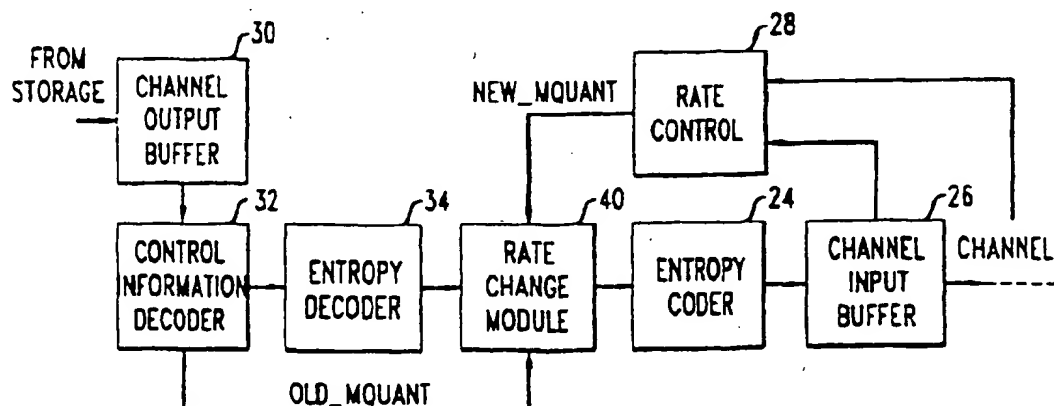 FROM
STORAGE
30
CHANNEL
OUTPUT
BUFFER
28
RATE
CONTROL
NEW_MQUANT
32
CONTROL
INFORMATION
DECODER
34
ENTROPY
DECODER
40
RATE
CHANGE
MODULE
24
ENTROPY
CODER
26
CHANNEL
INPUT
BUFFER
CHANNEL
OLD_MQUANT